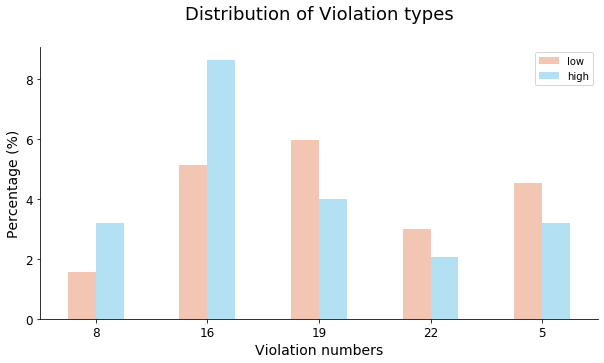 Distribution of Violation types
low
high
Percentage (%)
8
6
4
2
0
8 16 19 22 5
Violation numbers